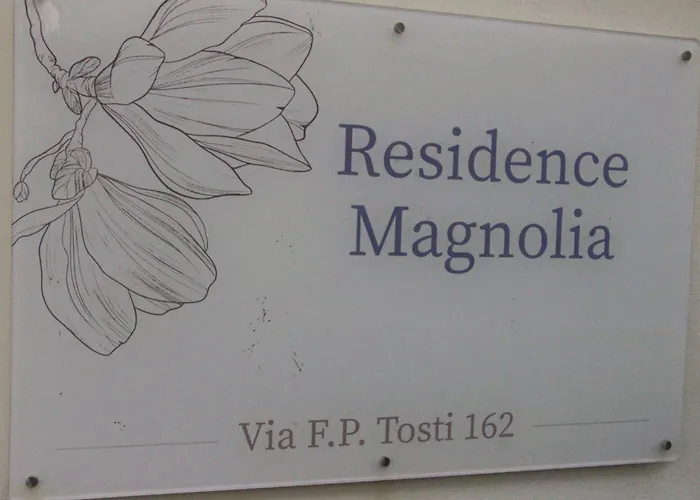 Residence
Magnolia
Via F.P. Tosti 162